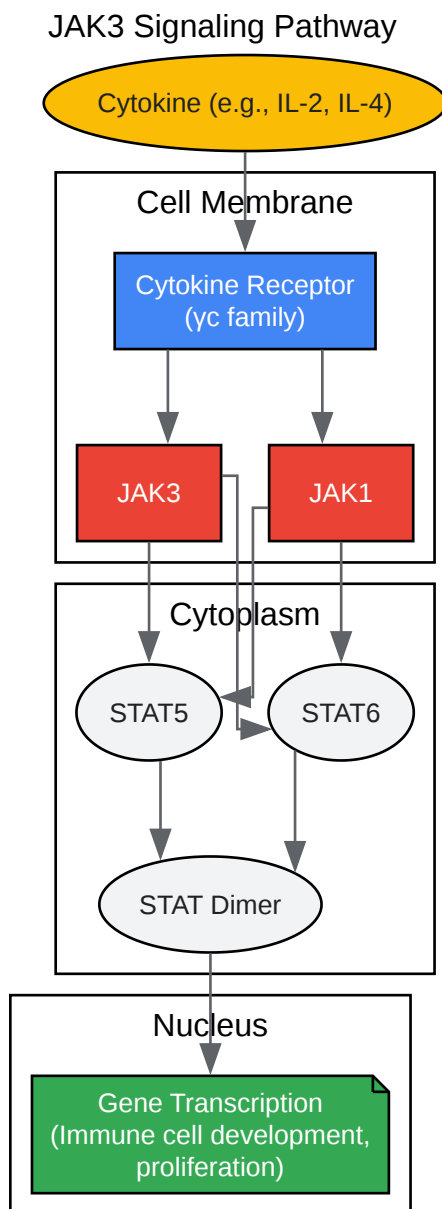 JAK3 Signaling Pathway
Cytokine (e.g., IL-2, IL-4)
Cell Membrane
Cytokine Receptor
(γc family)
JAK3
JAK1
Cytoplasm
STAT5
STAT6
STAT Dimer
Nucleus
Gene Transcription
(Immune cell development,
proliferation)